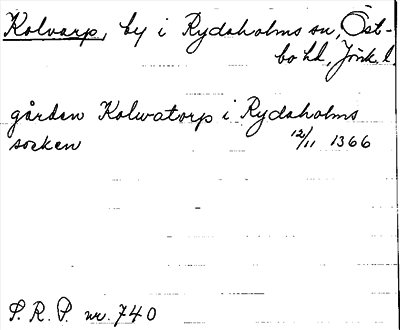 Kolvarp, by i Rydaholms sn, Öst-
bo hd, Jönk. l.
gården Kolwatorp i Rydaholms
socken 12/11 1366
S. R. P. nr. 740